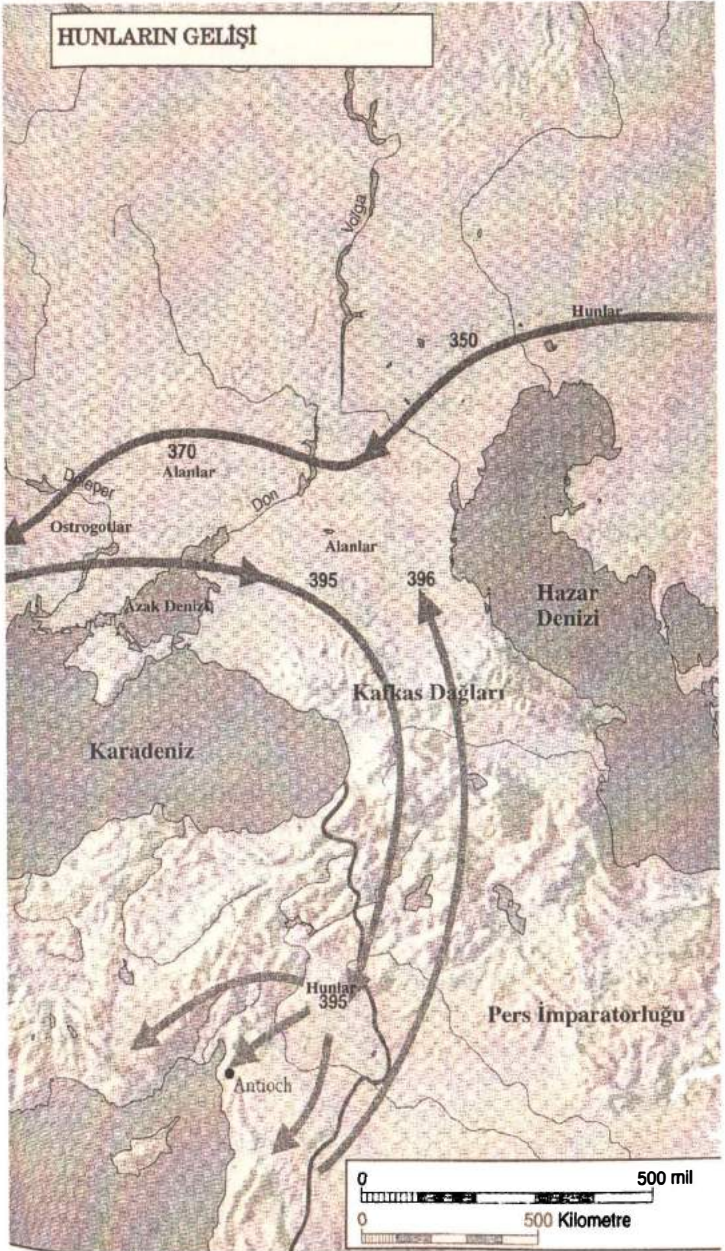 HUNLARIN GELİŞİ
Volga
Hunlar
350
370
Alanlar
Dnieper
Don
Ostrogotlar
Alanlar
395
396
Azak Denizi
Hazar
Denizi
Kafkas Dağları
Karadeniz
Hunlar
395
Pers İmparatorluğu
Antioch
0 500 mil
0 500 Kilometre